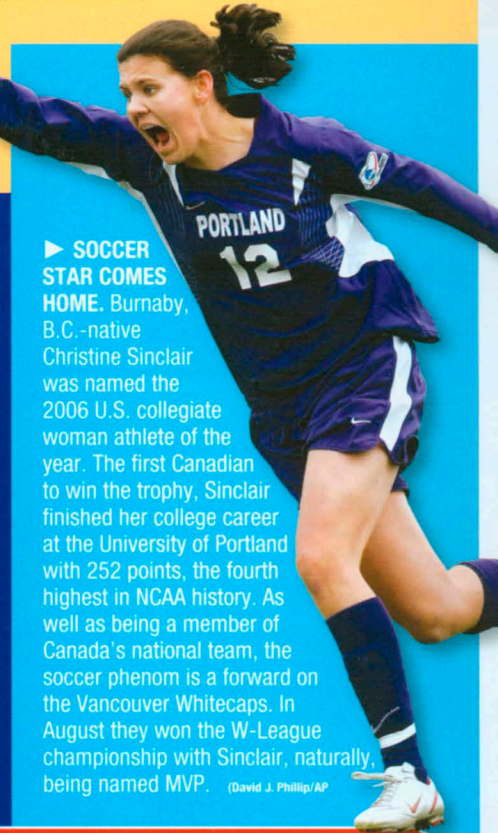 PORTLAND
12
► SOCCER
STAR COMES
HOME. Burnaby,
B.C.-native
Christine Sinclair
was named the
2006 U.S. collegiate
woman athlete of the
year. The first Canadian
to win the trophy, Sinclair
finished her college career
at the University of Portland
with 252 points, the fourth
highest in NCAA history. As
well as being a member of
Canada's national team, the
soccer phenom is a forward on
the Vancouver Whitecaps. In
August they won the W-League
championship with Sinclair, naturally,
being named MVP. (David J. Phillip/AP